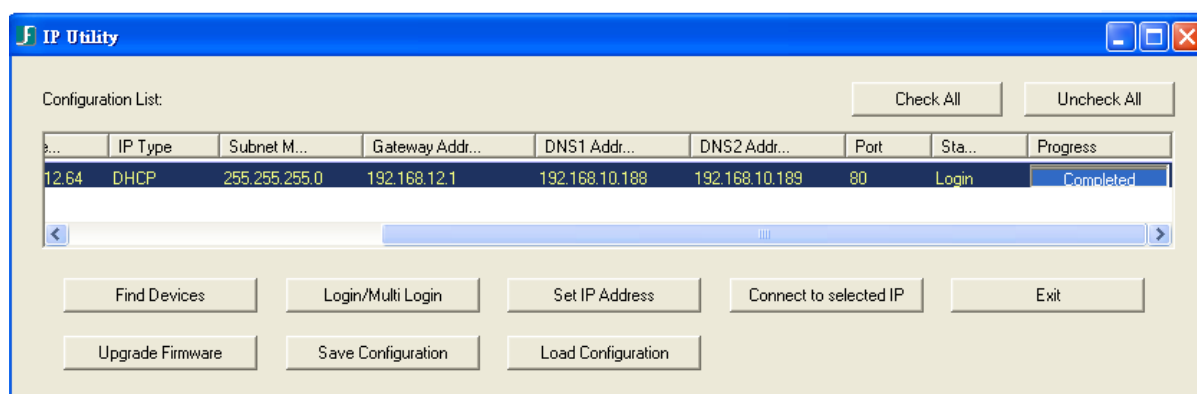 IP Utility
Configuration List: Check All Uncheck All
e... IP Type Subnet M... Gateway Addr... DNS1 Addr... DNS2 Addr... Port Sta... Progress
12.64 DHCP 255.255.255.0 192.168.12.1 192.168.10.188 192.168.10.189 80 Login Completed
Find Devices Login/Multi Login Set IP Address Connect to selected IP Exit
Upgrade Firmware Save Configuration Load Configuration